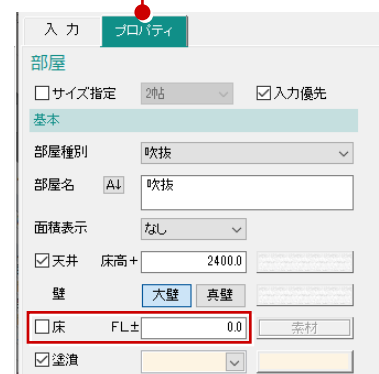 入 力 プロパティ
部屋
サイズ指定 2帖 入力優先
基本
部屋種別 吹抜
部屋名 A↓ 吹抜
面積表示 なし
天井 床高+ 2400.0
壁 大壁 真壁
床 FL± 0.0 素材
塗潰